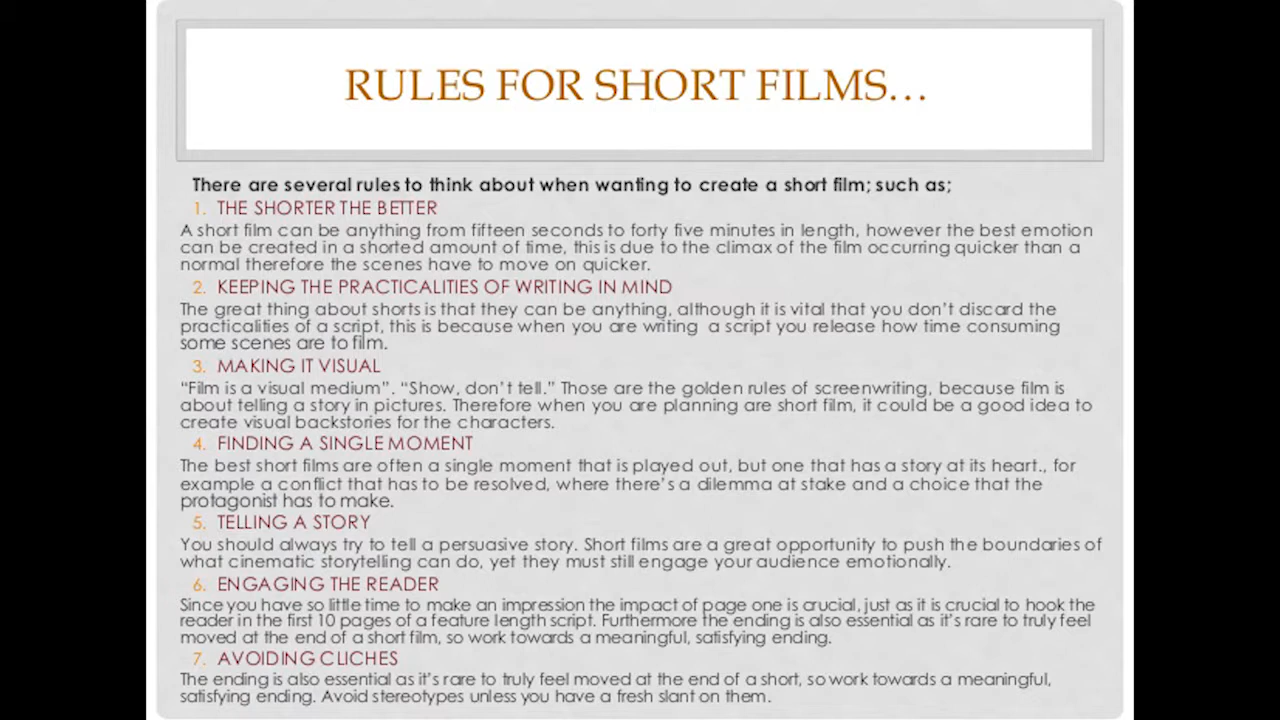 RULES FOR SHORT FILMS...
There are several rules to think about when wanting to create a short film; such as;
1. THE SHORTER THE BETTER
A short film can be anything from fifteen seconds to forty five minutes in length, however the best emotion
can be created in a shorted amount of time, this is due to the climax of the film occurring quicker than a
normal therefore the scenes have to move on quicker.
2. KEEPING THE PRACTICALITIES OF WRITING IN MIND
The great thing about shorts is that they can be anything, although it is vital that you don't discard the
practicalities of a script, this is because when you are writing a script you release how time consuming
some scenes are to film.
3. MAKING IT VISUAL
“Film is a visual medium”. “Show, don't tell.” Those are the golden rules of screenwriting, because film is
about telling a story in pictures. Therefore when you are planning are short film, it could be a good idea to
create visual backstories for the characters.
4. FINDING A SINGLE MOMENT
The best short films are often a single moment that is played out, but one that has a story at its heart., for
example a conflict that has to be resolved, where there's a dilemma at stake and a choice that the
protagonist has to make.
5. TELLING A STORY
You should always try to tell a persuasive story. Short films are a great opportunity to push the boundaries of
what cinematic storytelling can do, yet they must still engage your audience emotionally.
6. ENGAGING THE READER
Since you have so little time to make an impression the impact of page one is crucial, just as it is crucial to hook the
reader in the first 10 pages of a feature length script. Furthermore the ending is also essential as it's rare to truly feel
moved at the end of a short film, so work towards a meaningful, satisfying ending.
7. AVOIDING CLICHES
The ending is also essential as it's rare to truly feel moved at the end of a short, so work towards a meaningful,
satisfying ending. Avoid stereotypes unless you have a fresh slant on them.